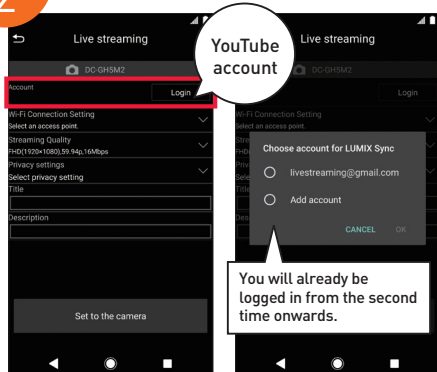 2
Live streaming
DC-GH5M2
Account
Login
Wi-Fi Connection Setting
Select an access point.
Streaming Quality
FHD(1920×1080),59.94p,16Mbps
Privacy settings
Select privacy setting
Title
Description
Set to the camera
YouTube
account
Live streaming
DC-GH5M2
Login
Wi-Fi Connection Setting
Select an access point.
Choose account for LUMIX Sync
livestreaming@gmail.com
Add account
CANCEL OK
You will already be
logged in from the second
time onwards.